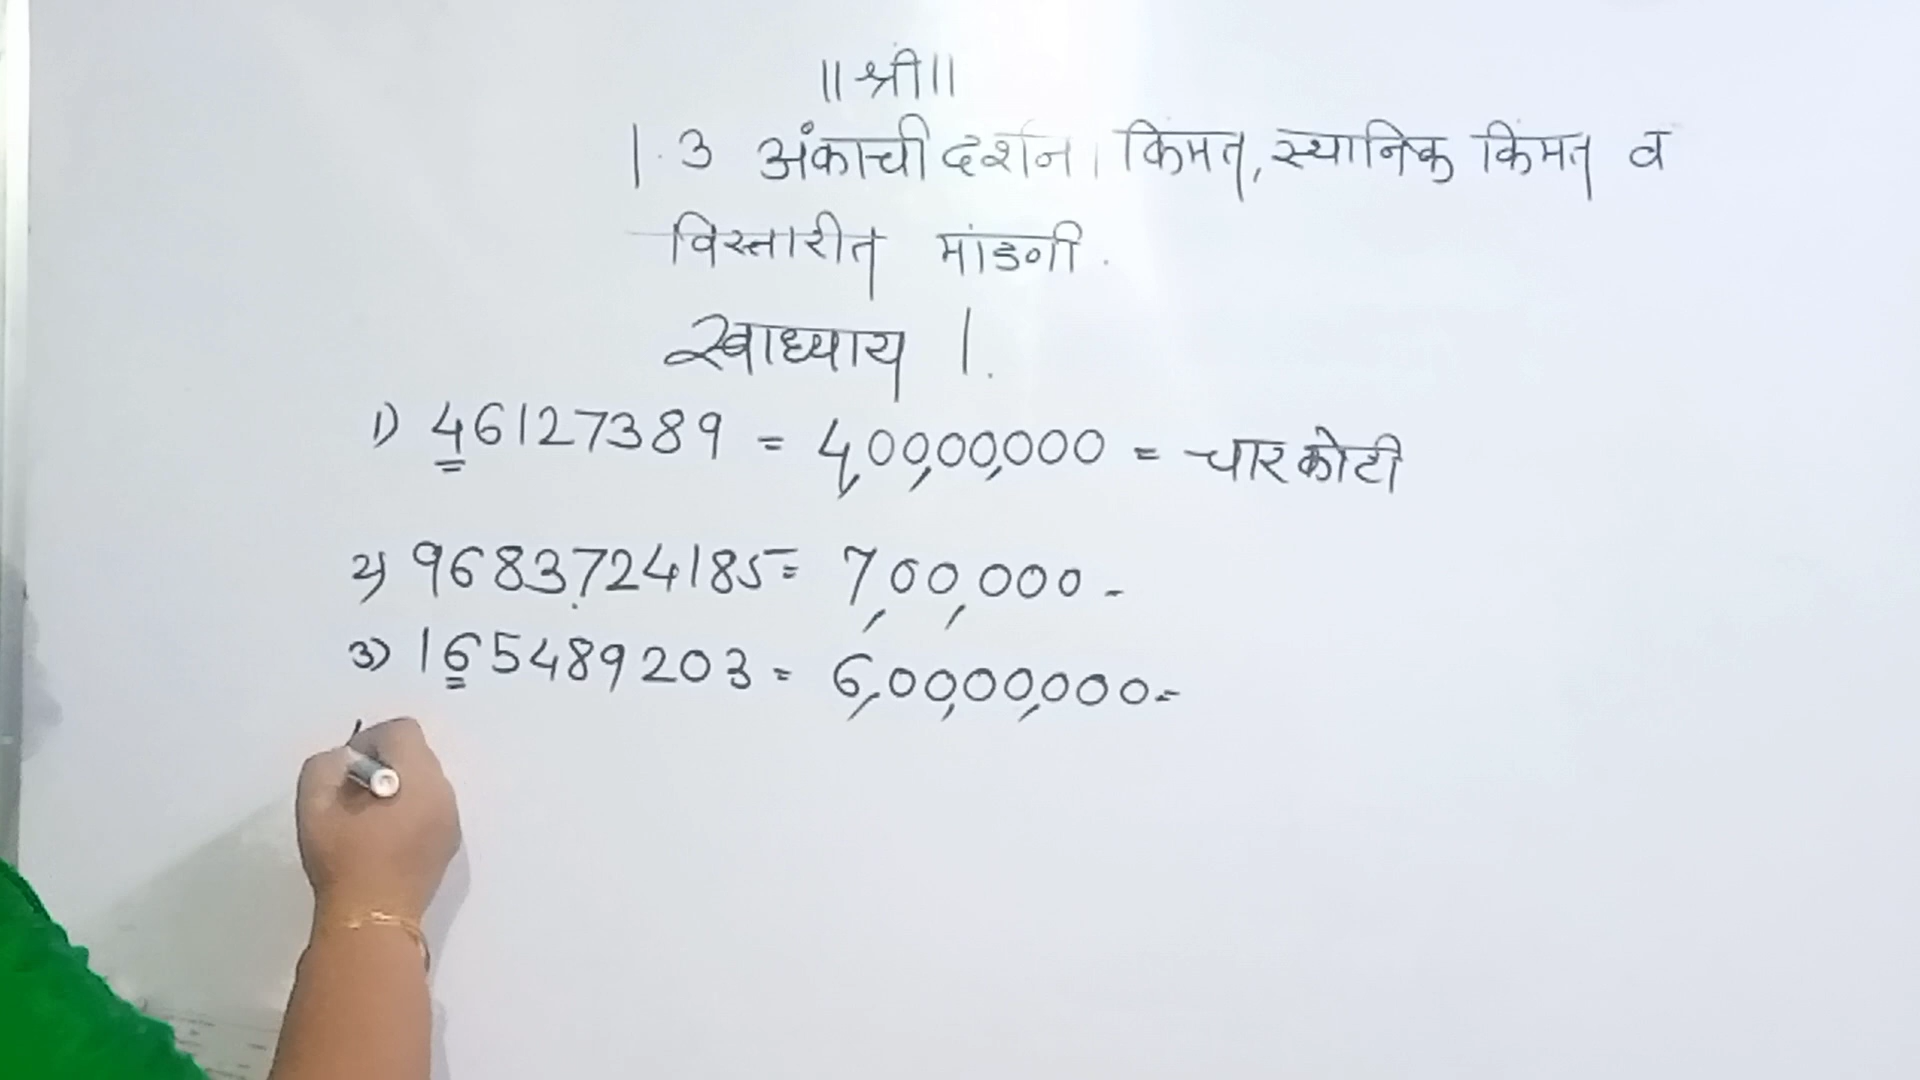 ॥ श्री ॥
1.3 अंकाची दर्शनी किंमत, स्थानिक किंमत व
विस्तारीत मांडणी.
स्वाध्याय 1.
1) 46127389 = 4,00,00,000 = चार कोटी
2) 9683724185 = 7,00,000 -
3) 165489203 = 6,00,00,000 =